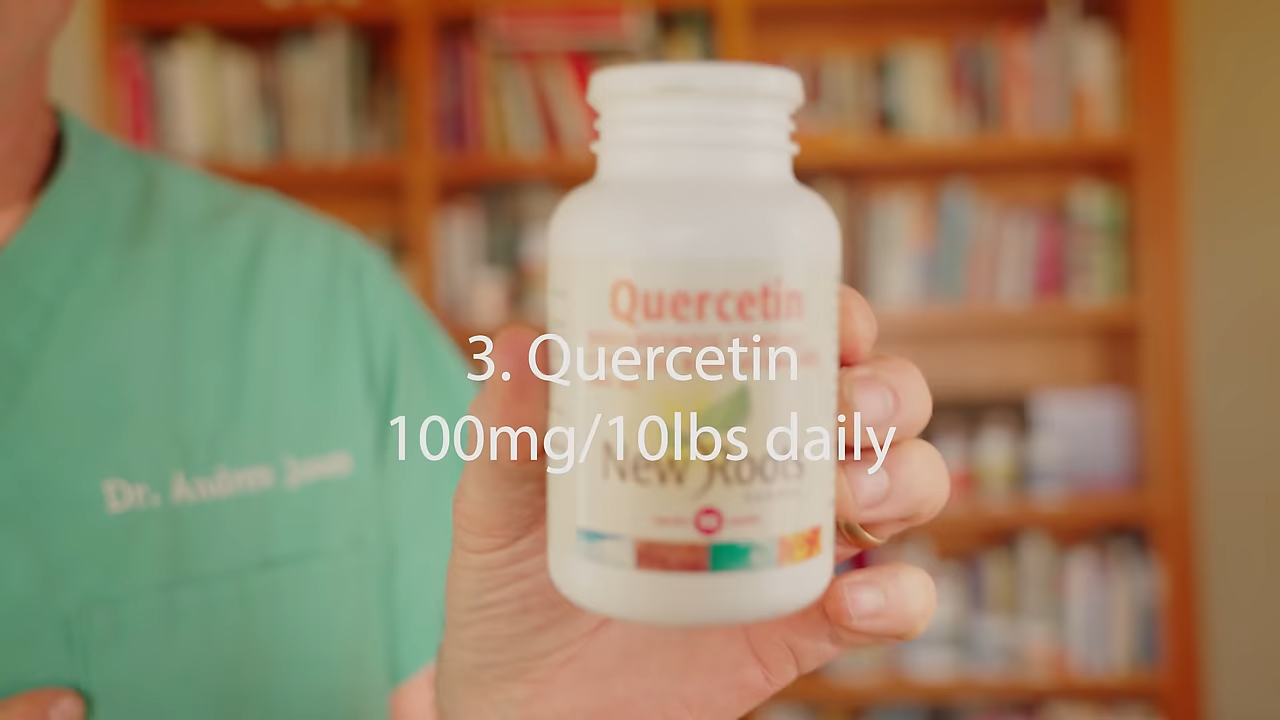 Quercetin
3. Quercetin
100mg/10lbs daily
New Roots
Dr. Andrew Jones